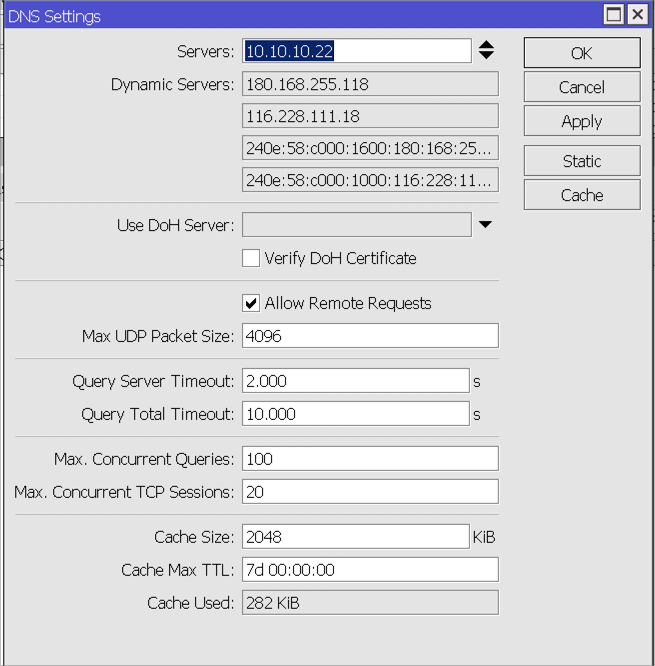 DNS Settings
Servers: 10.10.10.22
OK
Dynamic Servers: 180.168.255.118
Cancel
116.228.111.18
Apply
240e:58:c000:1600:180:168:25...
Static
240e:58:c000:1000:116:228:11...
Cache
Use DoH Server:
Verify DoH Certificate
Allow Remote Requests
Max UDP Packet Size: 4096
Query Server Timeout: 2.000 s
Query Total Timeout: 10.000 s
Max. Concurrent Queries: 100
Max. Concurrent TCP Sessions: 20
Cache Size: 2048 KiB
Cache Max TTL: 7d 00:00:00
Cache Used: 282 KiB